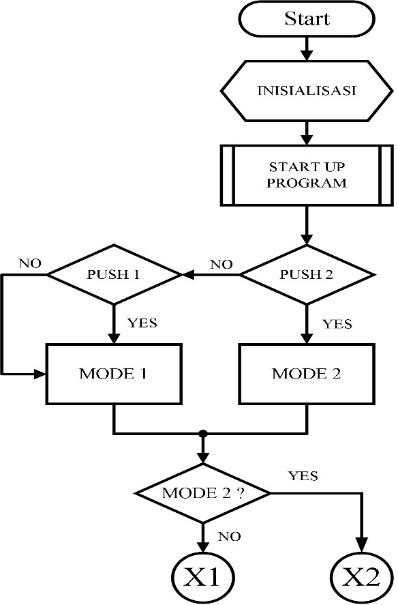 Start
INISIALISASI
START UP
PROGRAM
NO
PUSH 1
NO
PUSH 2
YES
YES
MODE 1
MODE 2
MODE 2 ?
YES
NO
X1
X2